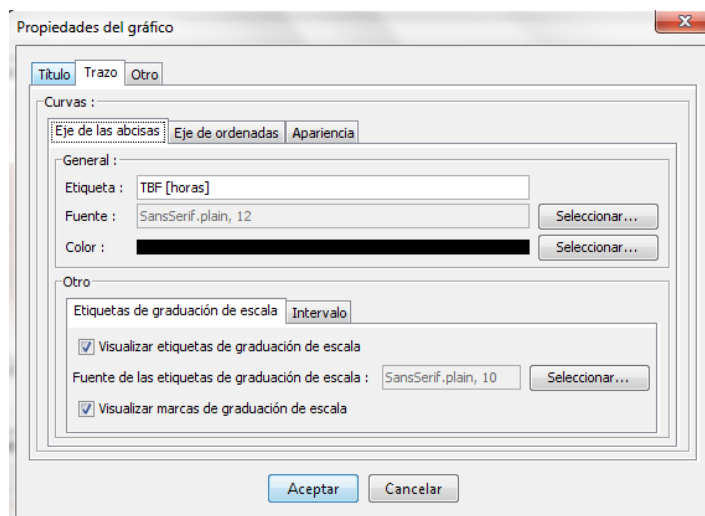 Propiedades del gráfico
Título Trazo Otro
Curvas :
Eje de las abcisas Eje de ordenadas Apariencia
General :
Etiqueta : TBF [horas]
Fuente : SansSerif.plain, 12 Seleccionar...
Color : Seleccionar...
Otro
Etiquetas de graduación de escala Intervalo
Visualizar etiquetas de graduación de escala
Fuente de las etiquetas de graduación de escala : SansSerif.plain, 10 Seleccionar...
Visualizar marcas de graduación de escala
Aceptar Cancelar